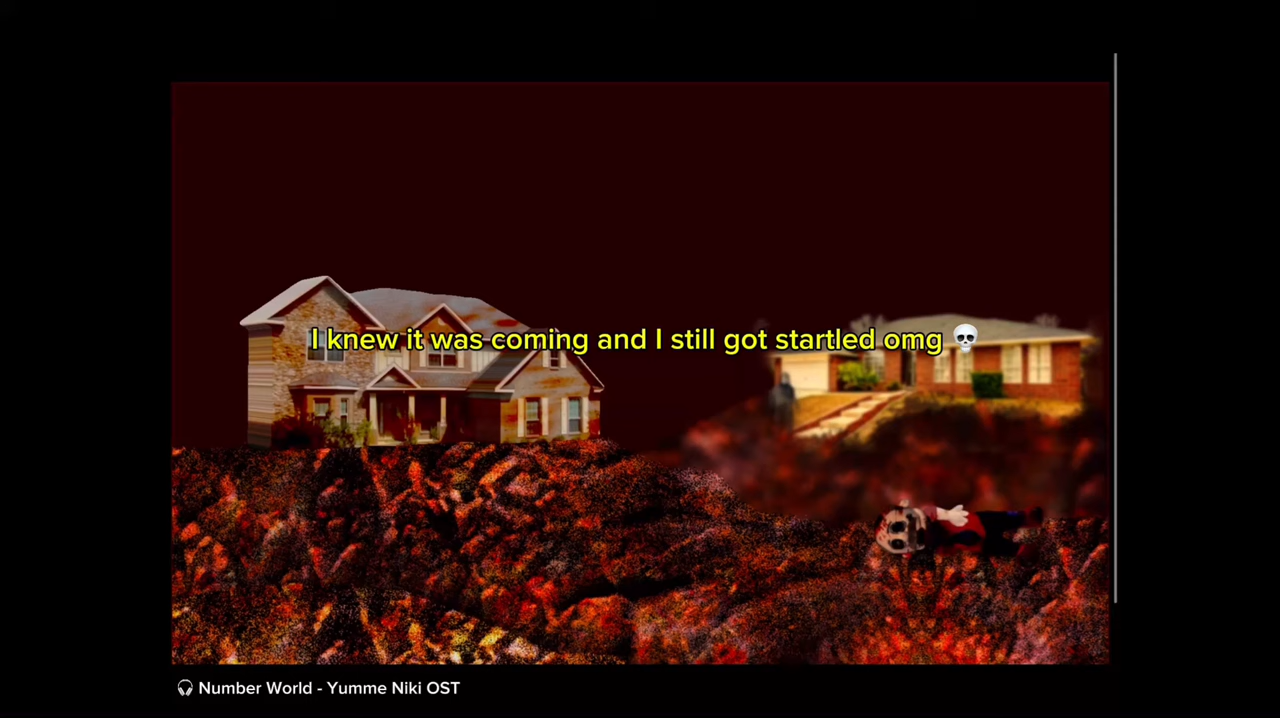 I knew it was coming and I still got startled omg 💀
🎧 Number World - Yumme Niki OST